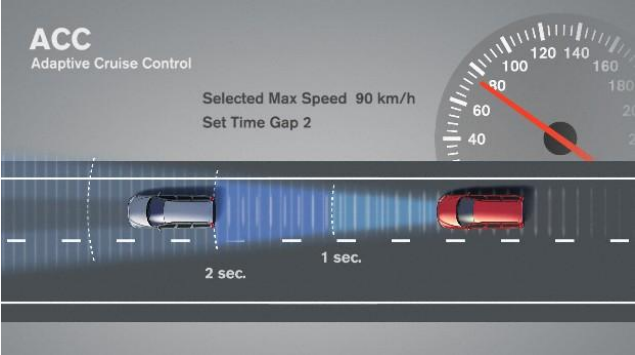 ACC
Adaptive Cruise Control
Selected Max Speed 90 km/h
Set Time Gap 2
40
60
80
100
120
140
160
180
1 sec.
2 sec.